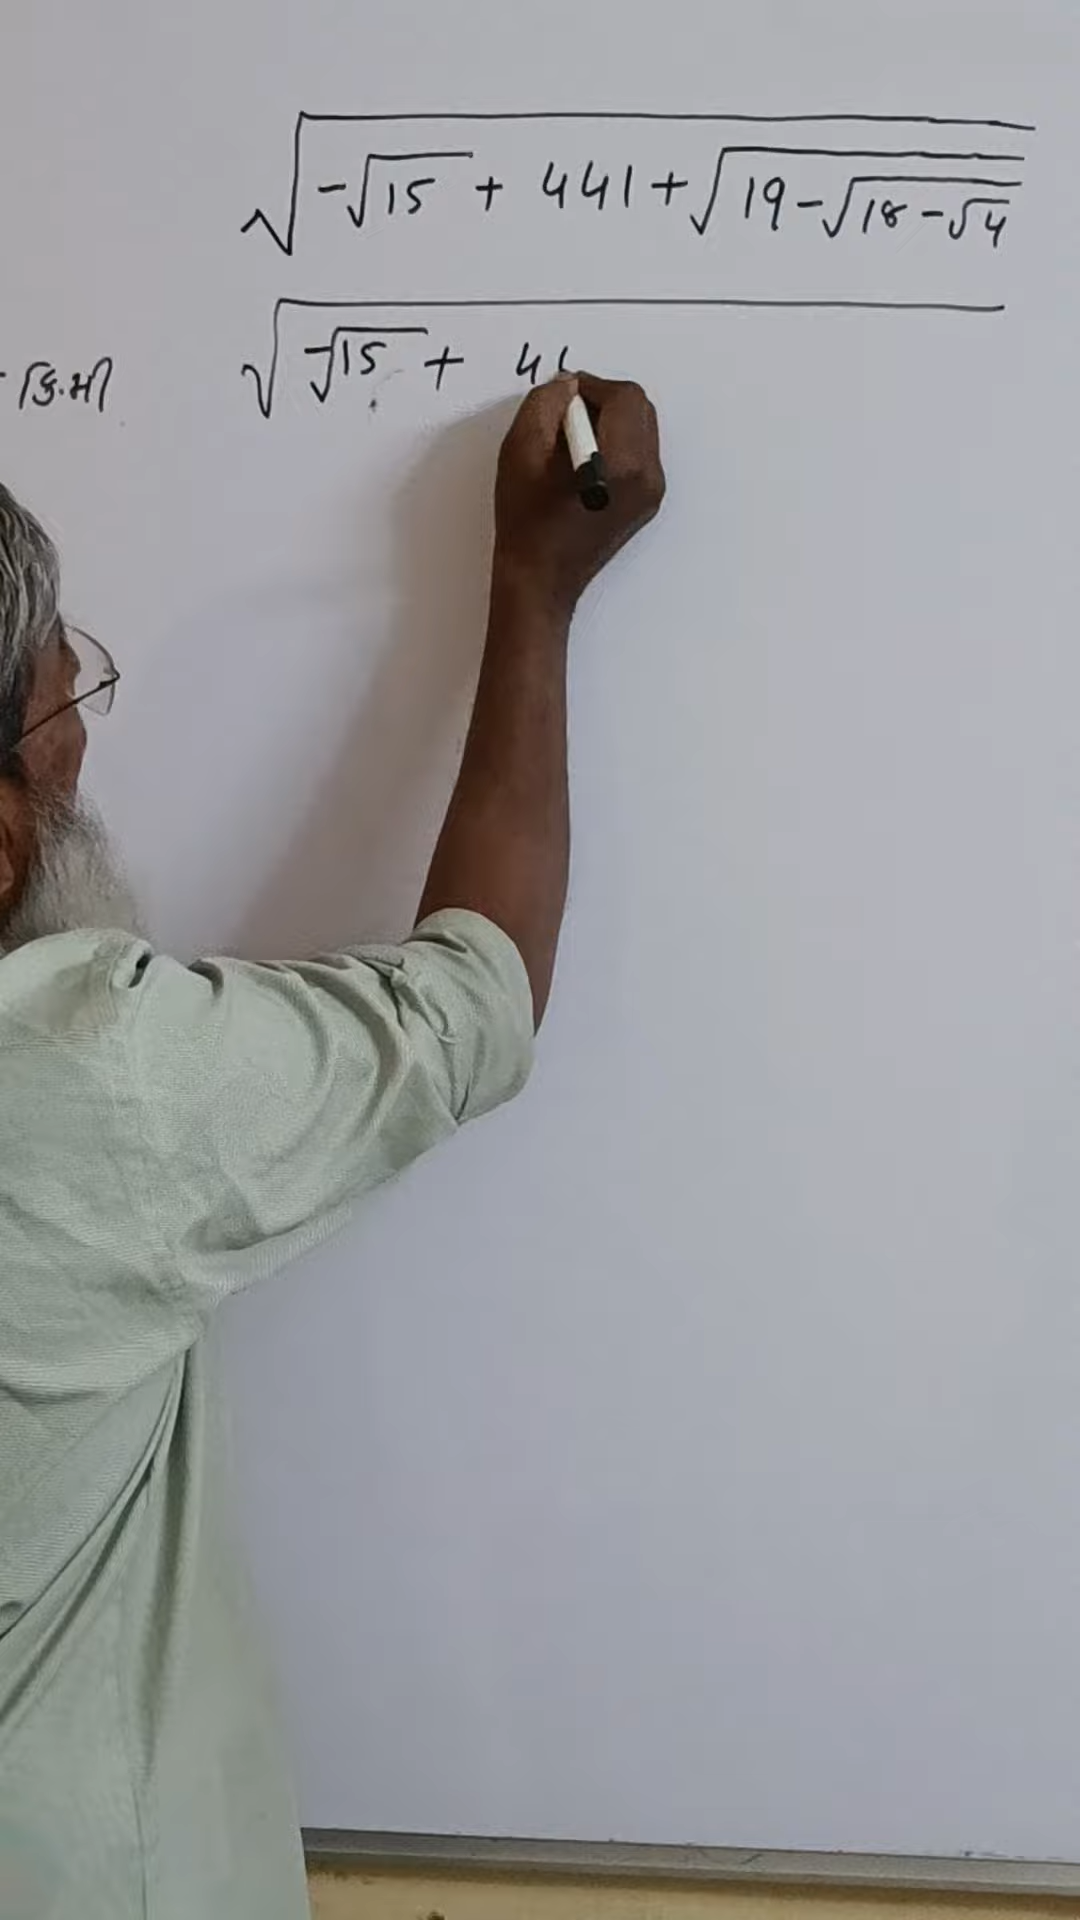 √(-√15 + 441 + √(19 - √(18 - √4)))
कि.मी
√(-√15 + 44